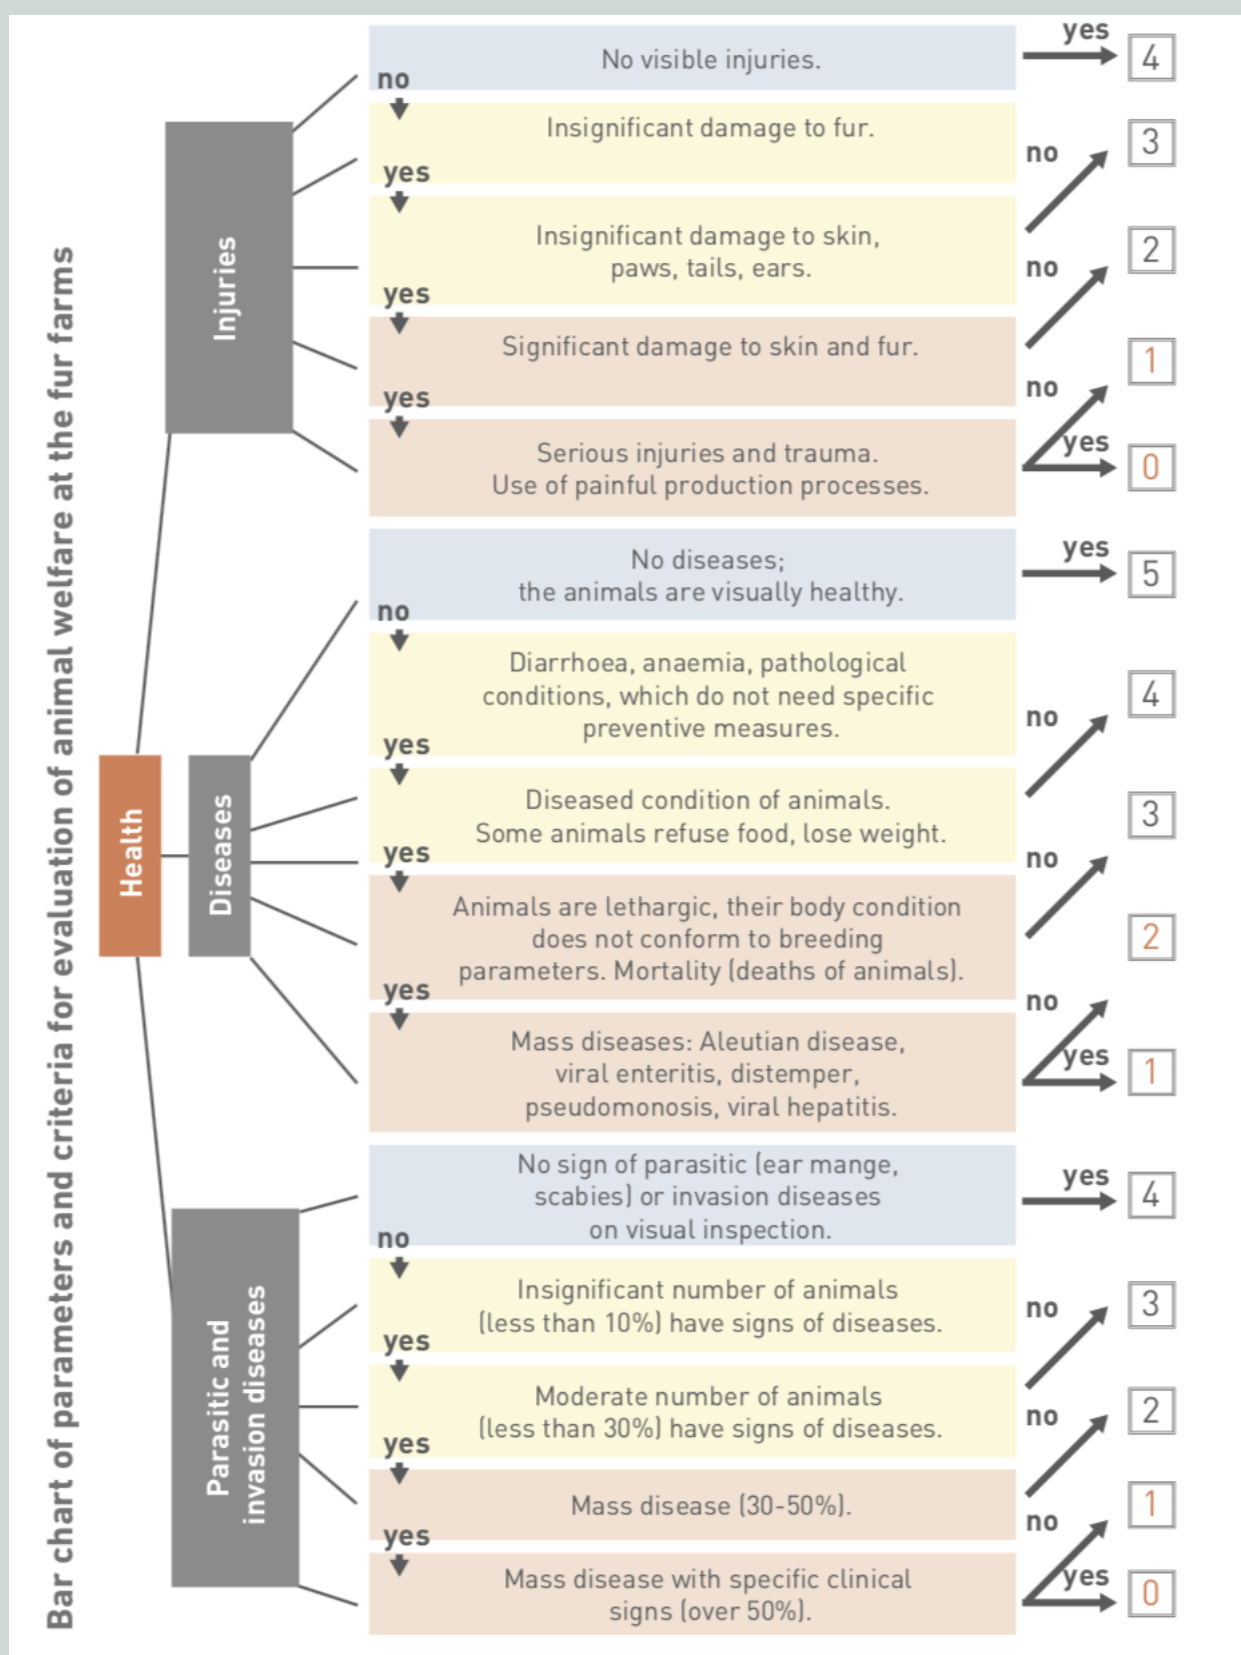 Bar chart of parameters and criteria for evaluation of animal welfare at the fur farms
Health
Injuries
No visible injuries.
yes
4
no
Insignificant damage to fur.
yes
no
3
Insignificant damage to skin,
paws, tails, ears.
yes
no
2
Significant damage to skin and fur.
yes
no
1
Serious injuries and trauma.
Use of painful production processes.
yes
0
Diseases
No diseases;
the animals are visually healthy.
yes
5
no
Diarrhoea, anaemia, pathological
conditions, which do not need specific
preventive measures.
yes
no
4
Diseased condition of animals.
Some animals refuse food, lose weight.
yes
no
3
Animals are lethargic, their body condition
does not conform to breeding
parameters. Mortality (deaths of animals).
yes
no
2
Mass diseases: Aleutian disease,
viral enteritis, distemper,
pseudomonosis, viral hepatitis.
yes
1
Parasitic and
invasion diseases
No sign of parasitic (ear mange,
scabies) or invasion diseases
on visual inspection.
yes
4
no
Insignificant number of animals
(less than 10%) have signs of diseases.
yes
no
3
Moderate number of animals
(less than 30%) have signs of diseases.
yes
no
2
Mass disease (30-50%).
yes
no
1
Mass disease with specific clinical
signs (over 50%).
yes
0